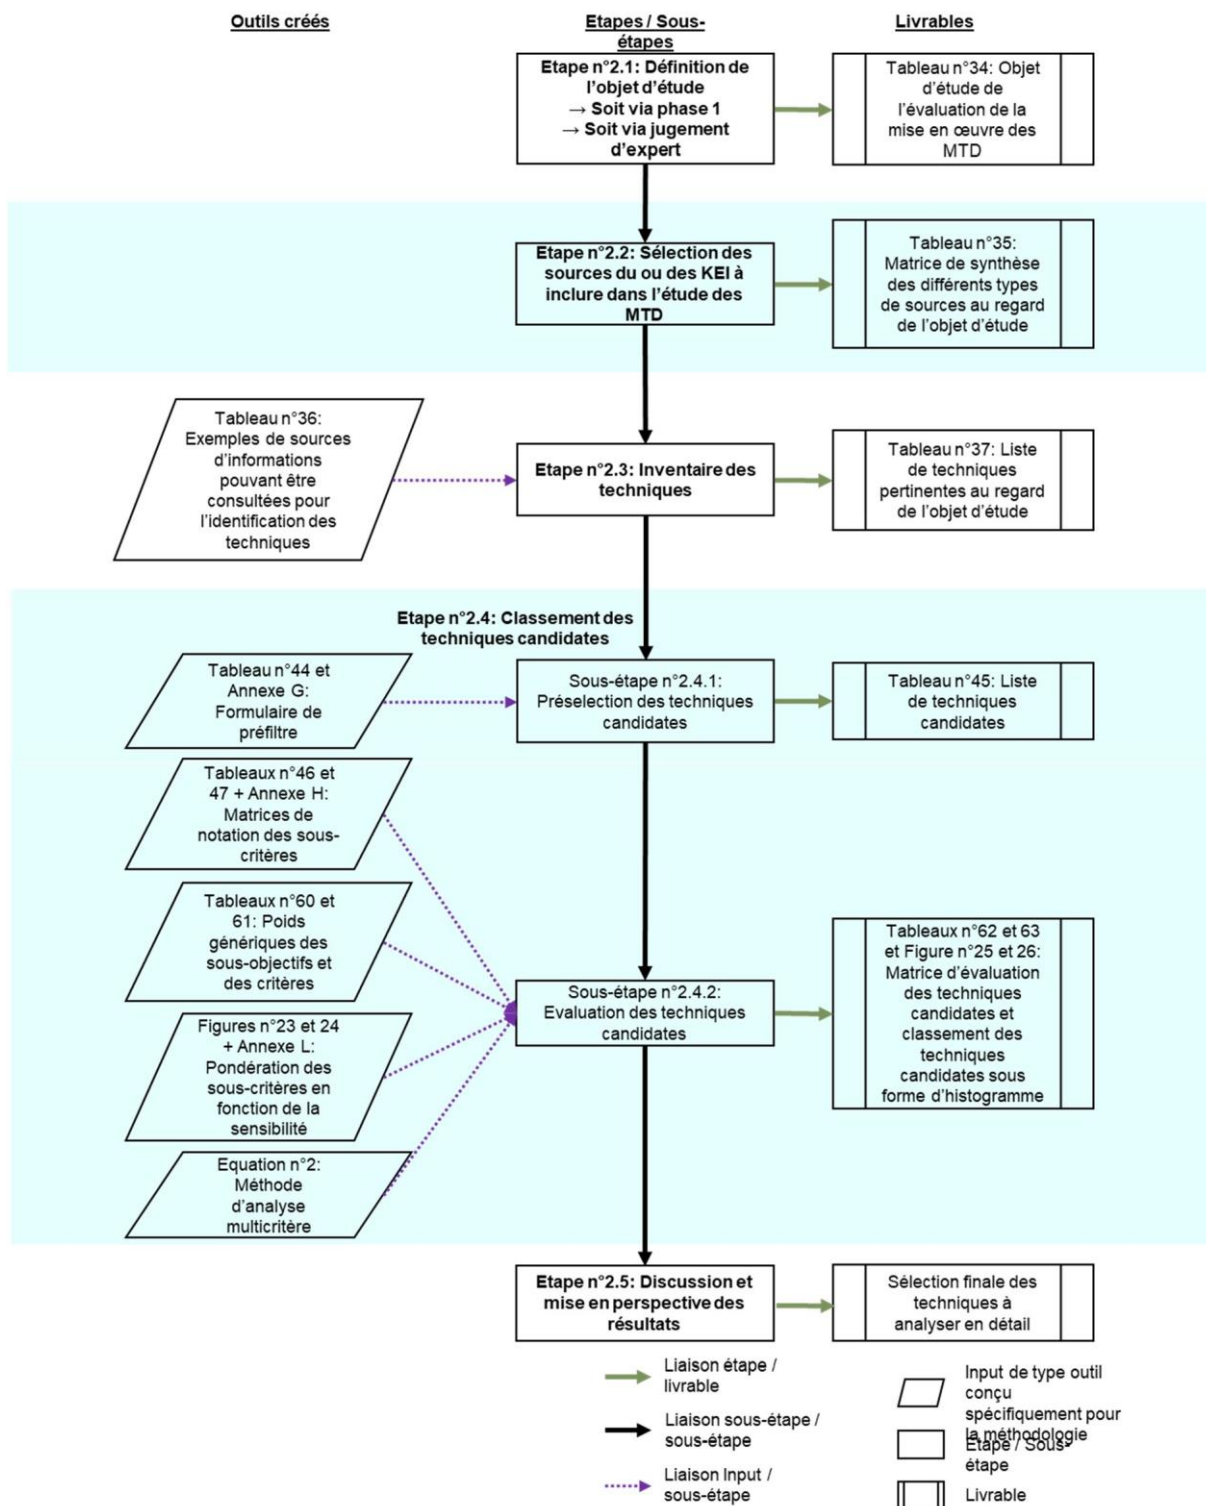 Outils créés
Etapes / Sous-
étapes
Livrables
Etape n°2.1: Définition de
l'objet d'étude
→ Soit via phase 1
→ Soit via jugement
d'expert
Tableau n°34: Objet
d'étude de
l'évaluation de la
mise en œuvre des
MTD
Etape n°2.2: Sélection des
sources du ou des KEI à
inclure dans l'étude des
MTD
Tableau n°35:
Matrice de synthèse
des différents types
de sources au regard
de l'objet d'étude
Tableau n°36:
Exemples de sources
d'informations
pouvant être
consultées pour
l'identification des
techniques
Etape n°2.3: Inventaire des
techniques
Tableau n°37: Liste
de techniques
pertinentes au regard
de l'objet d'étude
Etape n°2.4: Classement des
techniques candidates
Tableau n°44 et
Annexe G:
Formulaire de
préfiltre
Sous-étape n°2.4.1:
Préselection des techniques
candidates
Tableau n°45: Liste
de techniques
candidates
Tableaux n°46 et
47 + Annexe H:
Matrices de
notation des sous-
critères
Tableaux n°60 et
61: Poids
génériques des
sous-objectifs et
des critères
Figures n°23 et 24
+ Annexe L:
Pondération des
sous-critères en
fonction de la
sensibilité
Equation n°2:
Méthode
d'analyse
multicritère
Sous-étape n°2.4.2:
Evaluation des techniques
candidates
Tableaux n°62 et 63
et Figure n°25 et 26:
Matrice d'évaluation
des techniques
candidates et
classement des
techniques
candidates sous
forme d'histogramme
Etape n°2.5: Discussion et
mise en perspective des
résultats
Sélection finale des
techniques à
analyser en détail
Liaison étape /
livrable
Liaison sous-étape /
sous-étape
Liaison Input /
sous-étape
Input de type outil
conçu
spécifiquement pour
la méthodologie
Etape / Sous-
étape
Livrable